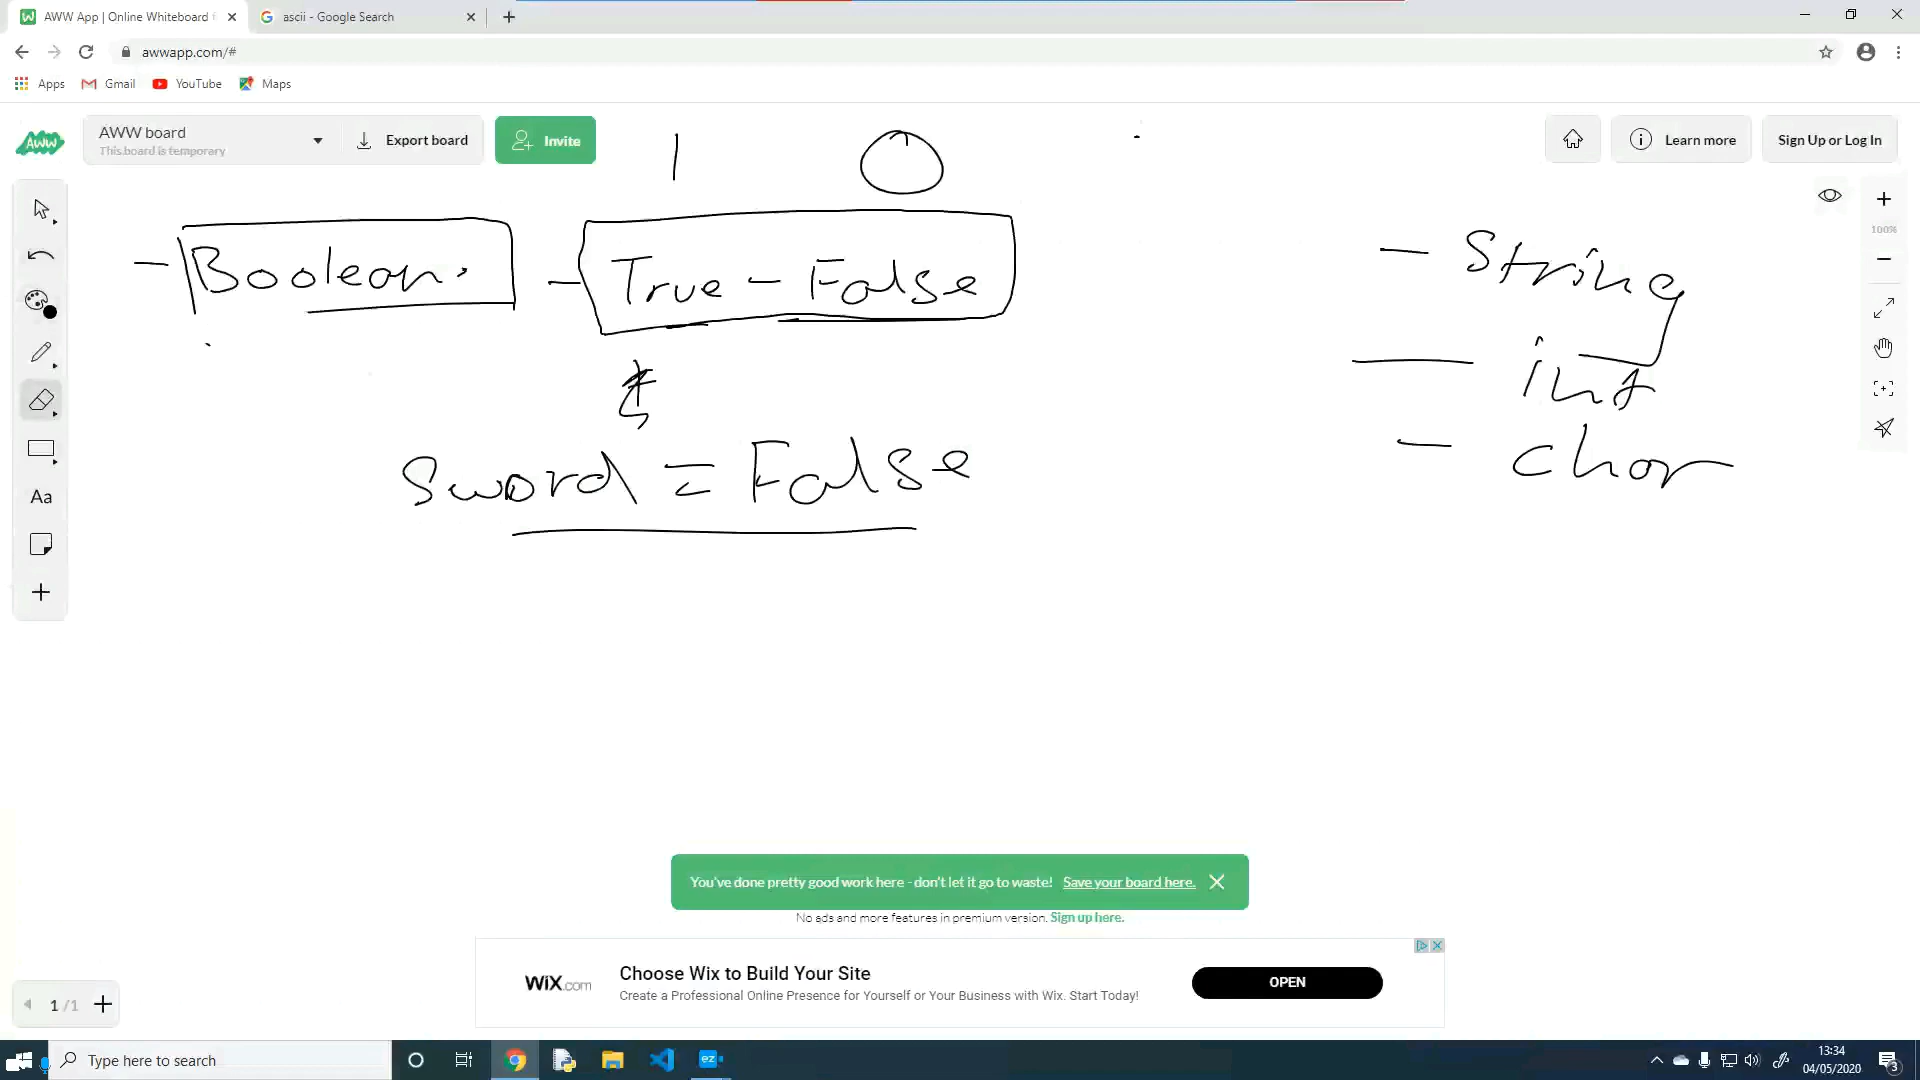 AWW App | Online Whiteboard f
ascii - Google Search
awwapp.com/#
Apps
Gmail
YouTube
Maps
AWW
AWW board
This board is temporary
Export board
Invite
Learn more
Sign Up or Log In
1 0
100%
- Boolean. - True - False
- String
- int
- char
Sword = False
Aa
You've done pretty good work here - don't let it go to waste! Save your board here.
No ads and more features in premium version. Sign up here.
WIX.com
Choose Wix to Build Your Site
Create a Professional Online Presence for Yourself or Your Business with Wix. Start Today!
OPEN
1 /1
Type here to search
ez
13:34
04/05/2020
3